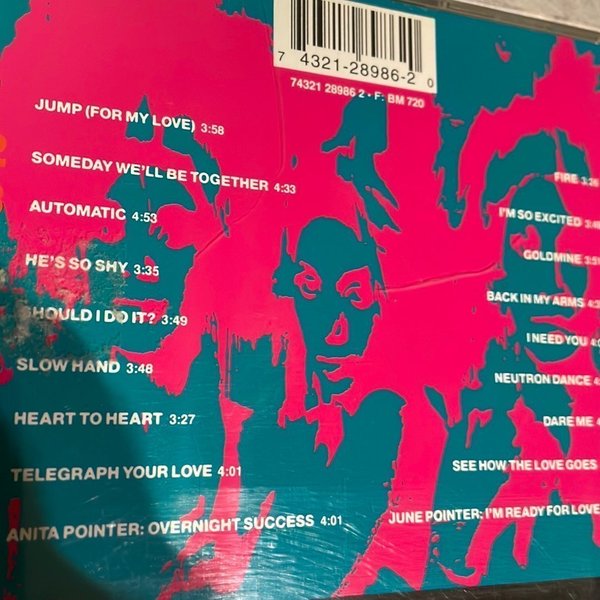 7 4321-28986-2 0
74321 28986 2 • F: BM 720
JUMP (FOR MY LOVE) 3:58
SOMEDAY WE'LL BE TOGETHER 4:33
AUTOMATIC 4:53
HE'S SO SHY 3:35
SHOULD I DO IT? 3:49
SLOW HAND 3:48
HEART TO HEART 3:27
TELEGRAPH YOUR LOVE 4:01
ANITA POINTER: OVERNIGHT SUCCESS 4:01
FIRE
I'M SO EXCITED
GOLDMINE
BACK IN MY ARMS
I NEED YOU
NEUTRON DANCE
DARE ME
SEE HOW THE LOVE GOES
JUNE POINTER: I'M READY FOR LOVE